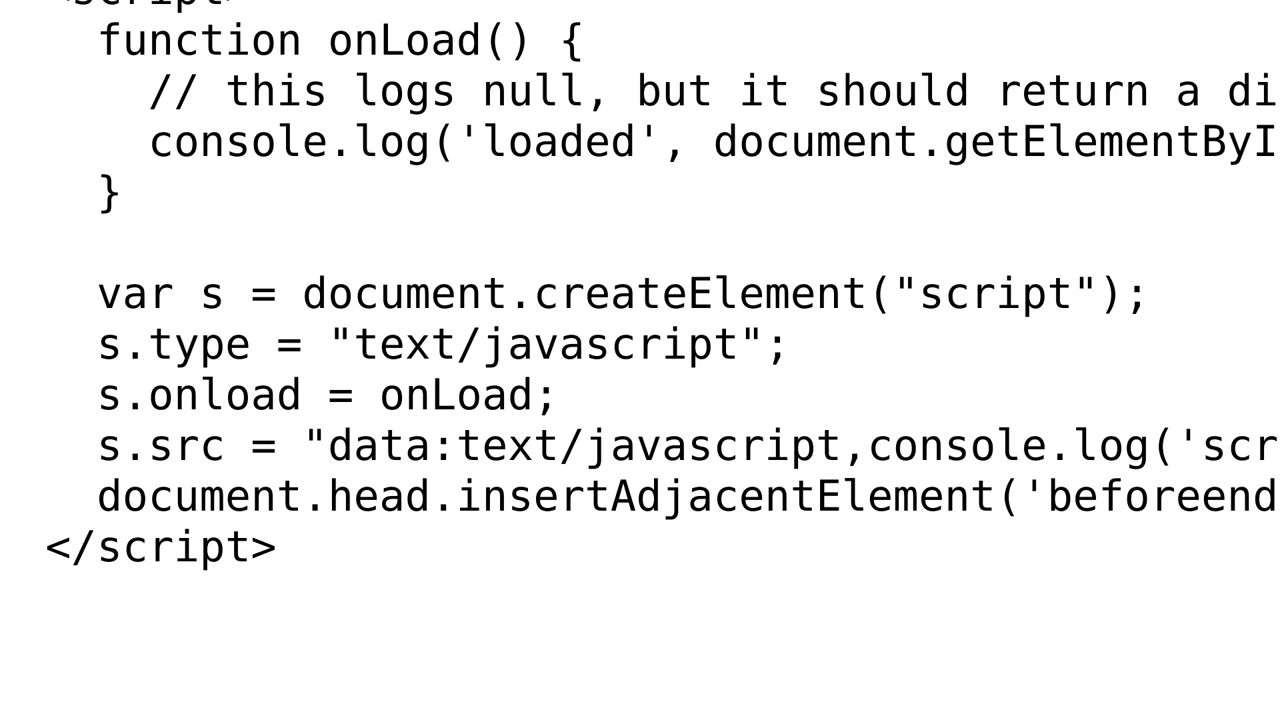 <script>
function onLoad() {
// this logs null, but it should return a di
console.log('loaded', document.getElementByI
}
var s = document.createElement("script");
s.type = "text/javascript";
s.onload = onLoad;
s.src = "data:text/javascript,console.log('scr
document.head.insertAdjacentElement('beforeend
</script>